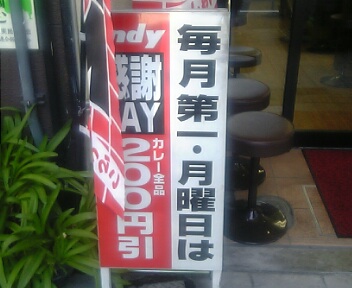 毎月第一・月曜日は
ndy
感謝
AY
カレー全品
200円引